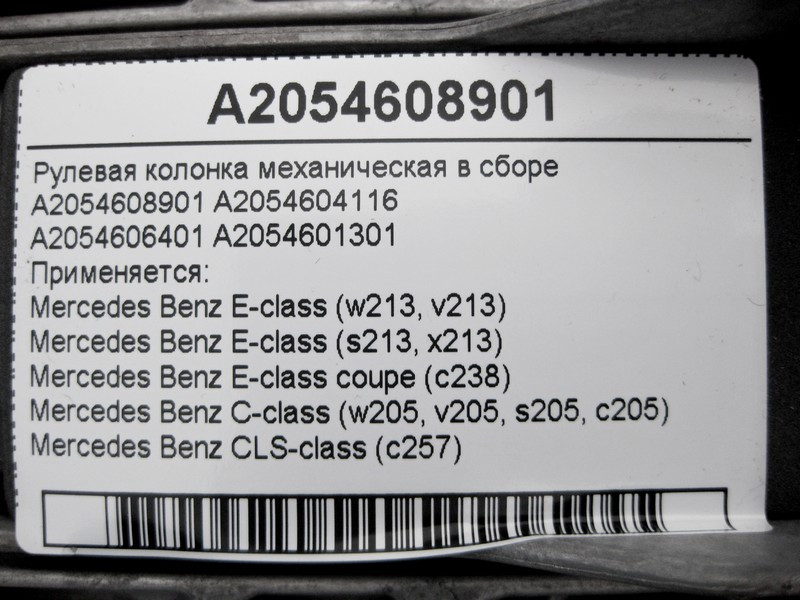 A2054608901
Рулевая колонка механическая в сборе
A2054608901 A2054604116
A2054606401 A2054601301
Применяется:
Mercedes Benz E-class (w213, v213)
Mercedes Benz E-class (s213, x213)
Mercedes Benz E-class coupe (c238)
Mercedes Benz C-class (w205, v205, s205, c205)
Mercedes Benz CLS-class (c257)